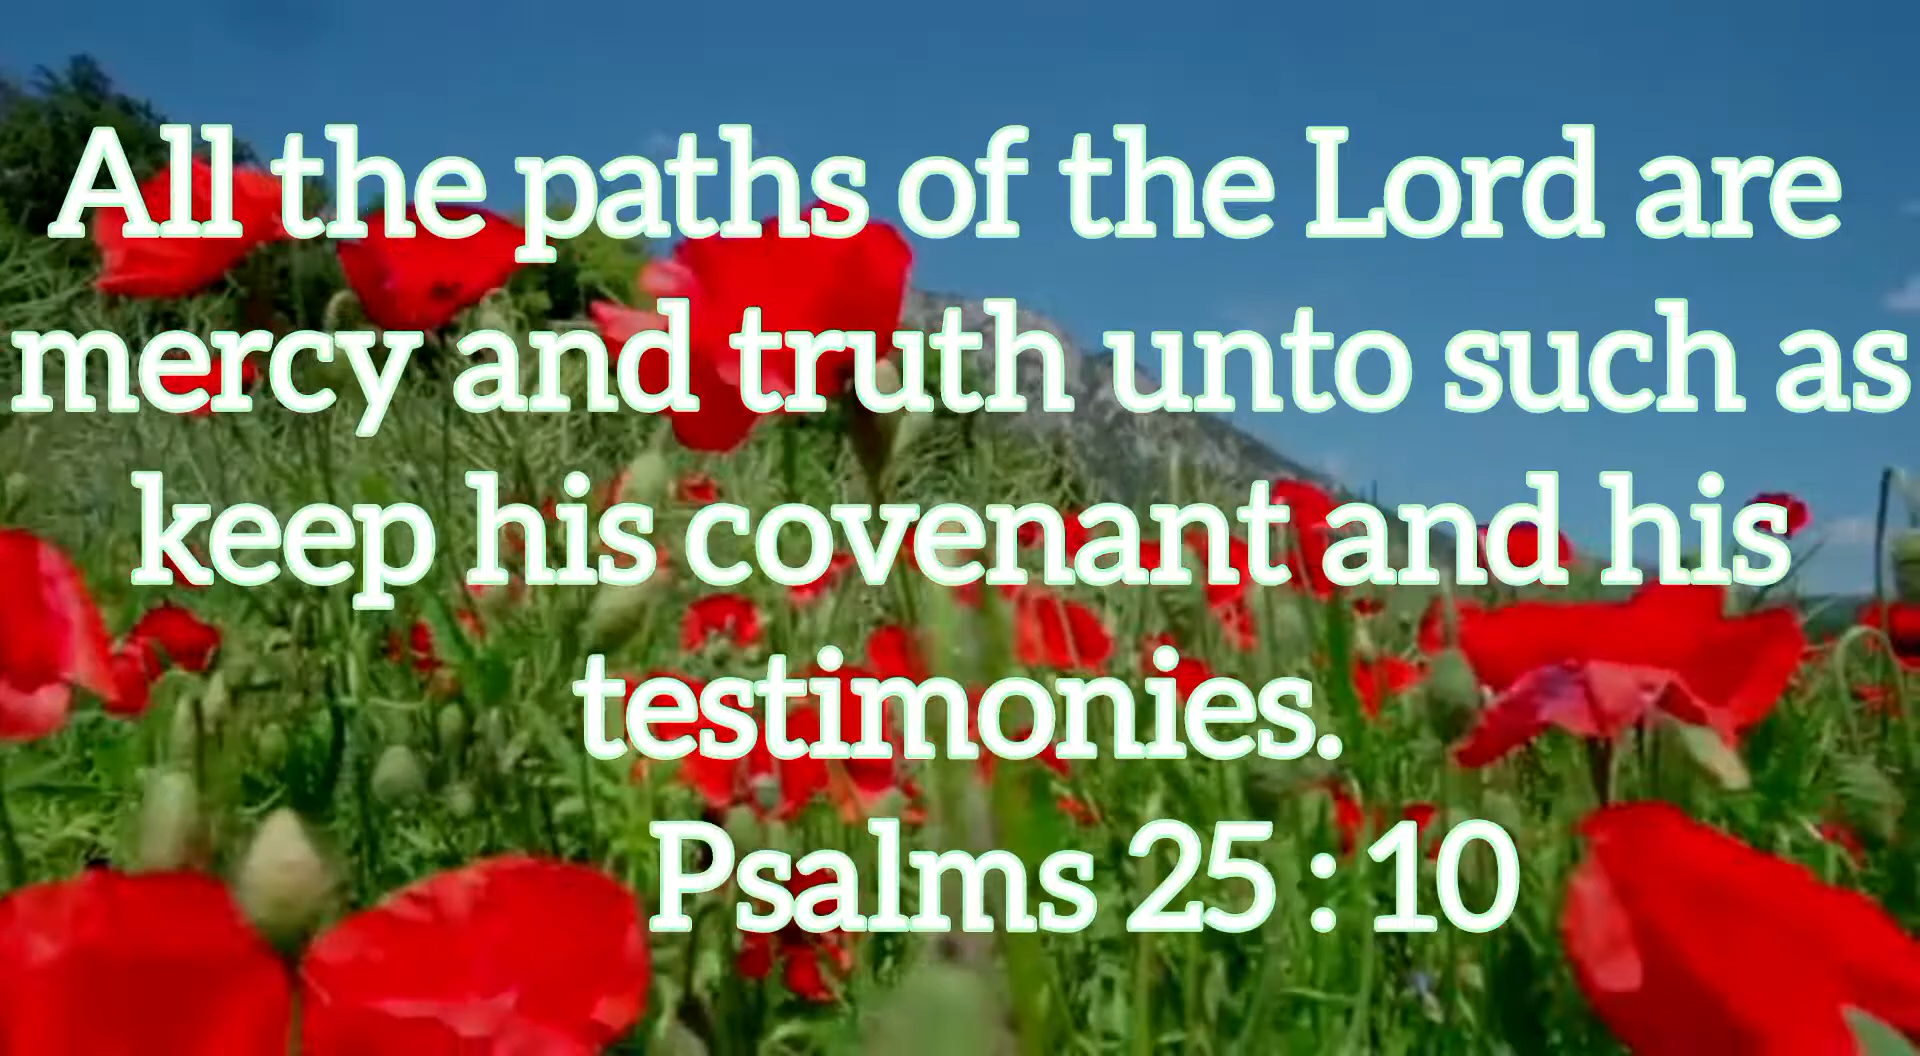 All the paths of the Lord are
mercy and truth unto such as
keep his covenant and his
testimonies.
Psalms 25 : 10